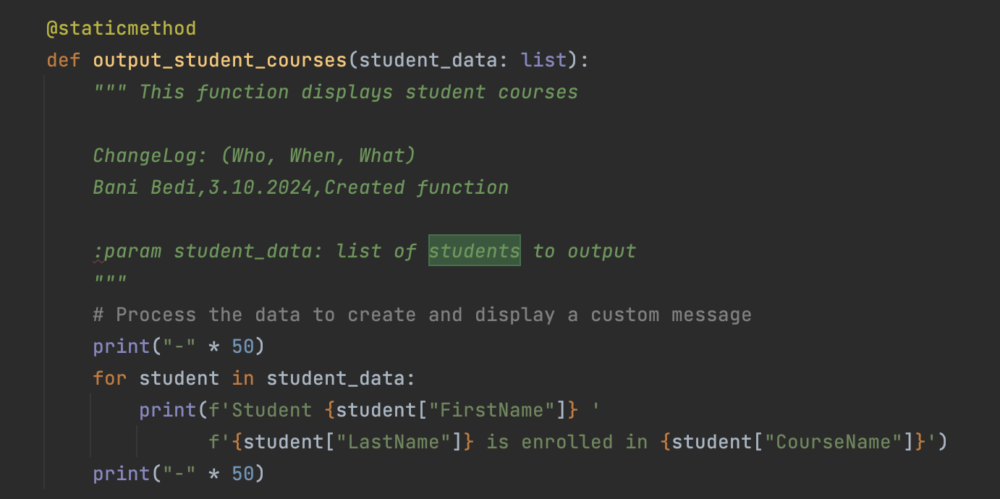 @staticmethod
def output_student_courses(student_data: list):
    """ This function displays student courses

    ChangeLog: (Who, When, What)
    Bani Bedi,3.10.2024,Created function

    :param student_data: list of students to output
    """
    # Process the data to create and display a custom message
    print("-" * 50)
    for student in student_data:
        print(f'Student {student["FirstName"]} '
              f'{student["LastName"]} is enrolled in {student["CourseName"]}')
    print("-" * 50)